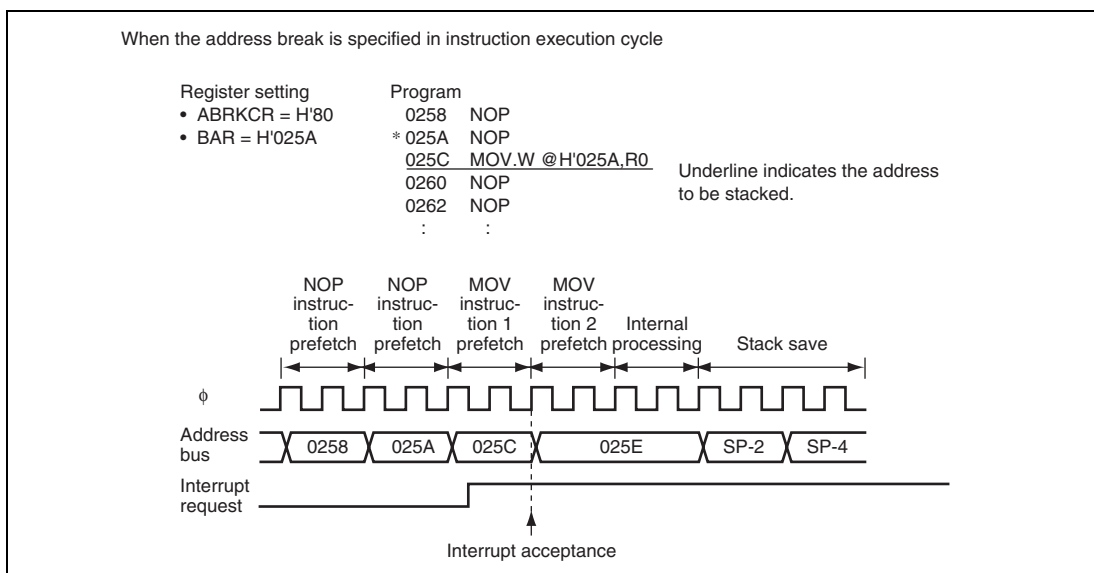 When the address break is specified in instruction execution cycle
Register setting
• ABRKCR = H'80
• BAR = H'025A
Program
0258 NOP
* 025A NOP
025C MOV.W @H'025A,R0
0260 NOP
0262 NOP
: :
Underline indicates the address
to be stacked.
NOP
instruc-
tion
prefetch
NOP
instruc-
tion
prefetch
MOV
instruc-
tion 1
prefetch
MOV
instruc-
tion 2
prefetch
Internal
processing
Stack save
ϕ
Address
bus
0258 025A 025C 025E SP-2 SP-4
Interrupt
request
Interrupt acceptance